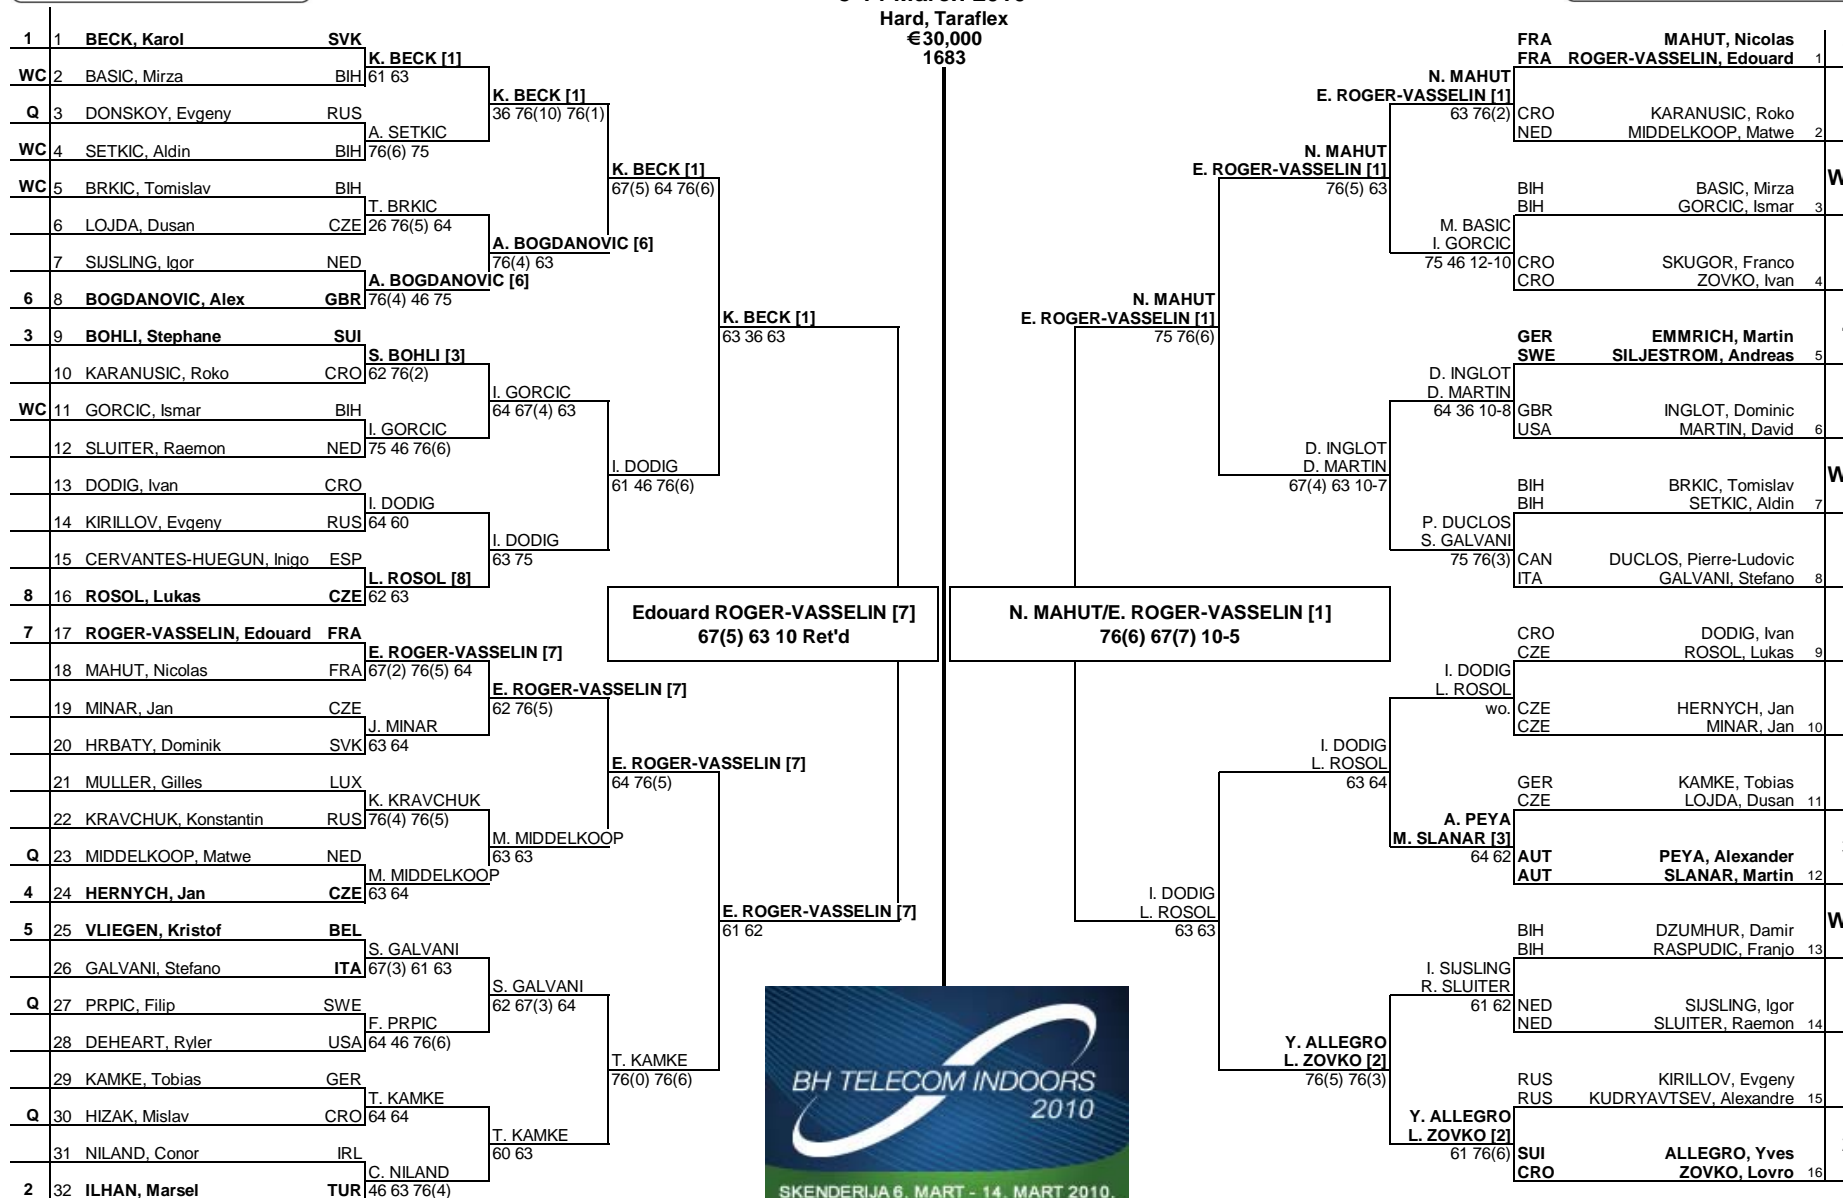 Hard, Taraflex
€30,000
1683
1 1 BECK, Karol SVK
K. BECK [1]
WC 2 BASIC, Mirza BIH 61 63
K. BECK [1]
Q 3 DONSKOY, Evgeny RUS 36 76(10) 76(1)
A. SETKIC
WC 4 SETKIC, Aldin BIH 76(6) 75
K. BECK [1]
WC 5 BRKIC, Tomislav BIH 67(5) 64 76(6)
T. BRKIC
6 LOJDA, Dusan CZE 26 76(5) 64
A. BOGDANOVIC [6]
7 SIJSLING, Igor NED 76(4) 63
A. BOGDANOVIC [6]
6 8 BOGDANOVIC, Alex GBR 76(4) 46 75
K. BECK [1]
3 9 BOHLI, Stephane SUI 63 36 63
S. BOHLI [3]
10 KARANUSIC, Roko CRO 62 76(2)
I. GORCIC
WC 11 GORCIC, Ismar BIH 64 67(4) 63
I. GORCIC
12 SLUITER, Raemon NED 75 46 76(6)
I. DODIG
13 DODIG, Ivan CRO 61 46 76(6)
I. DODIG
14 KIRILLOV, Evgeny RUS 64 60
I. DODIG
15 CERVANTES-HUEGUN, Inigo ESP 63 75
L. ROSOL [8]
8 16 ROSOL, Lukas CZE 62 63
Edouard ROGER-VASSELIN [7]
67(5) 63 10 Ret'd
7 17 ROGER-VASSELIN, Edouard FRA
E. ROGER-VASSELIN [7]
18 MAHUT, Nicolas FRA 67(2) 76(5) 64
E. ROGER-VASSELIN [7]
19 MINAR, Jan CZE 62 76(5)
J. MINAR
20 HRBATY, Dominik SVK 63 64
E. ROGER-VASSELIN [7]
21 MULLER, Gilles LUX 64 76(5)
K. KRAVCHUK
22 KRAVCHUK, Konstantin RUS 76(4) 76(5)
M. MIDDELKOOP
Q 23 MIDDELKOOP, Matwe NED 63 63
M. MIDDELKOOP
4 24 HERNYCH, Jan CZE 63 64
E. ROGER-VASSELIN [7]
5 25 VLIEGEN, Kristof BEL 61 62
S. GALVANI
26 GALVANI, Stefano ITA 67(3) 61 63
S. GALVANI
Q 27 PRPIC, Filip SWE 62 67(3) 64
F. PRPIC
28 DEHEART, Ryler USA 64 46 76(6)
T. KAMKE
29 KAMKE, Tobias GER 76(0) 76(6)
T. KAMKE
Q 30 HIZAK, Mislav CRO 64 64
T. KAMKE
31 NILAND, Conor IRL 60 63
C. NILAND
2 32 ILHAN, Marsel TUR 46 63 76(4)
FRA MAHUT, Nicolas
FRA ROGER-VASSELIN, Edouard 1
N. MAHUT
E. ROGER-VASSELIN [1]
63 76(2) CRO KARANUSIC, Roko
NED MIDDELKOOP, Matwe 2
N. MAHUT
E. ROGER-VASSELIN [1]
76(5) 63 BIH BASIC, Mirza
BIH GORCIC, Ismar 3
M. BASIC
I. GORCIC
75 46 12-10 CRO SKUGOR, Franco
CRO ZOVKO, Ivan 4
N. MAHUT
E. ROGER-VASSELIN [1]
75 76(6) GER EMMRICH, Martin
SWE SILJESTROM, Andreas 5
D. INGLOT
D. MARTIN
64 36 10-8 GBR INGLOT, Dominic
USA MARTIN, David 6
D. INGLOT
D. MARTIN
67(4) 63 10-7 BIH BRKIC, Tomislav
BIH SETKIC, Aldin 7
P. DUCLOS
S. GALVANI
75 76(3) CAN DUCLOS, Pierre-Ludovic
ITA GALVANI, Stefano 8
N. MAHUT/E. ROGER-VASSELIN [1]
76(6) 67(7) 10-5
CRO DODIG, Ivan
CZE ROSOL, Lukas 9
I. DODIG
L. ROSOL
wo. CZE HERNYCH, Jan
CZE MINAR, Jan 10
I. DODIG
L. ROSOL
63 64 GER KAMKE, Tobias
CZE LOJDA, Dusan 11
A. PEYA
M. SLANAR [3]
64 62 AUT PEYA, Alexander
AUT SLANAR, Martin 12
I. DODIG
L. ROSOL
63 63 BIH DZUMHUR, Damir
BIH RASPUDIC, Franjo 13
I. SIJSLING
R. SLUITER
61 62 NED SIJSLING, Igor
NED SLUITER, Raemon 14
Y. ALLEGRO
L. ZOVKO [2]
76(5) 76(3) RUS KIRILLOV, Evgeny
RUS KUDRYAVTSEV, Alexandre 15
Y. ALLEGRO
L. ZOVKO [2]
61 76(6) SUI ALLEGRO, Yves
CRO ZOVKO, Lovro 16
BH TELECOM INDOORS
2010
SKENDERIJA 6. MART - 14. MART 2010.